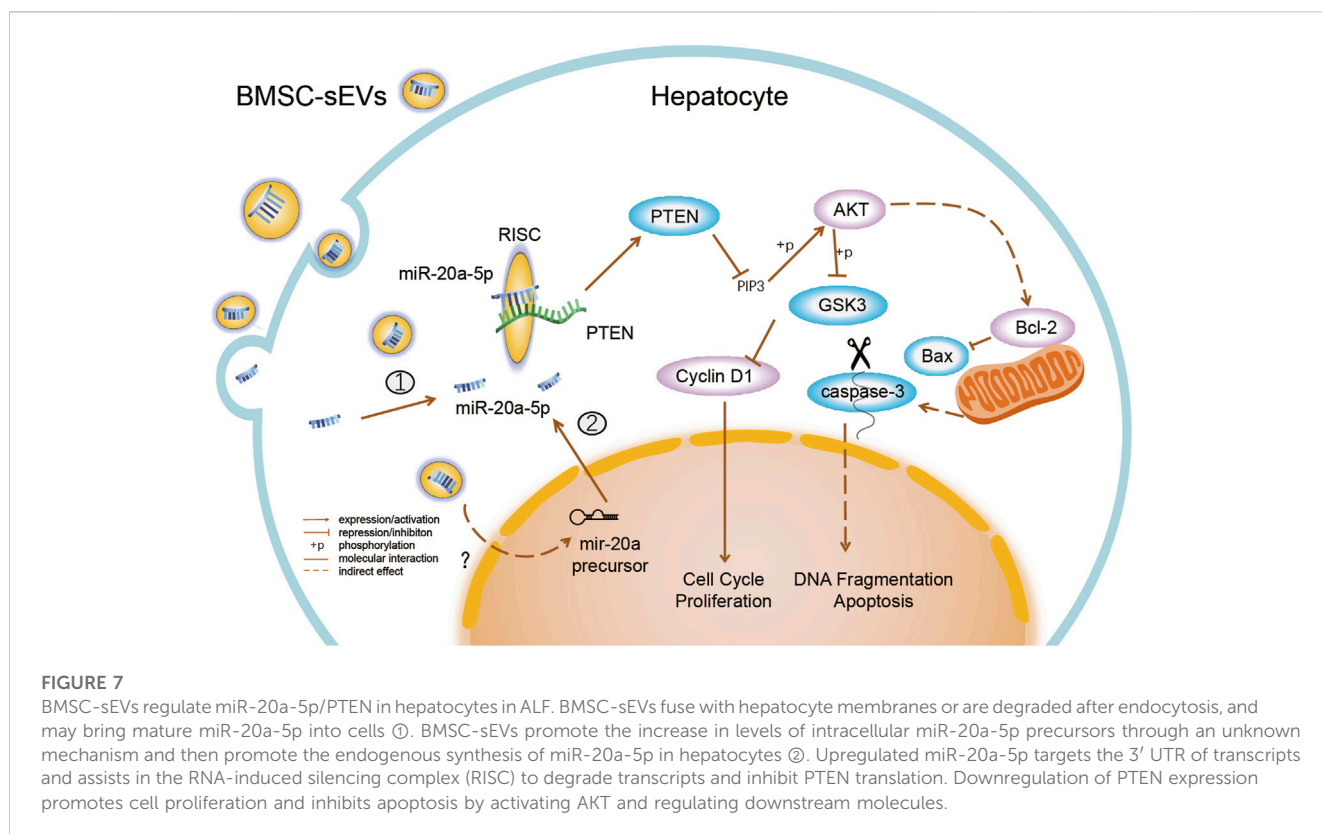 BMSC-sEVs
Hepatocyte
RISC
miR-20a-5p
PTEN
PTEN
PIP3
+p
AKT
+p
GSK3
Bcl-2
Bax
Cyclin D1
caspase-3
①
miR-20a-5p
②
expression/activation
repression/inhibiton
+p phosphorylation
molecular interaction
indirect effect
?
mir-20a
precursor
Cell Cycle
Proliferation
DNA Fragmentation
Apoptosis
FIGURE 7
BMSC-sEVs regulate miR-20a-5p/PTEN in hepatocytes in ALF. BMSC-sEVs fuse with hepatocyte membranes or are degraded after endocytosis, and
may bring mature miR-20a-5p into cells ①. BMSC-sEVs promote the increase in levels of intracellular miR-20a-5p precursors through an unknown
mechanism and then promote the endogenous synthesis of miR-20a-5p in hepatocytes ②. Upregulated miR-20a-5p targets the 3′ UTR of transcripts
and assists in the RNA-induced silencing complex (RISC) to degrade transcripts and inhibit PTEN translation. Downregulation of PTEN expression
promotes cell proliferation and inhibits apoptosis by activating AKT and regulating downstream molecules.